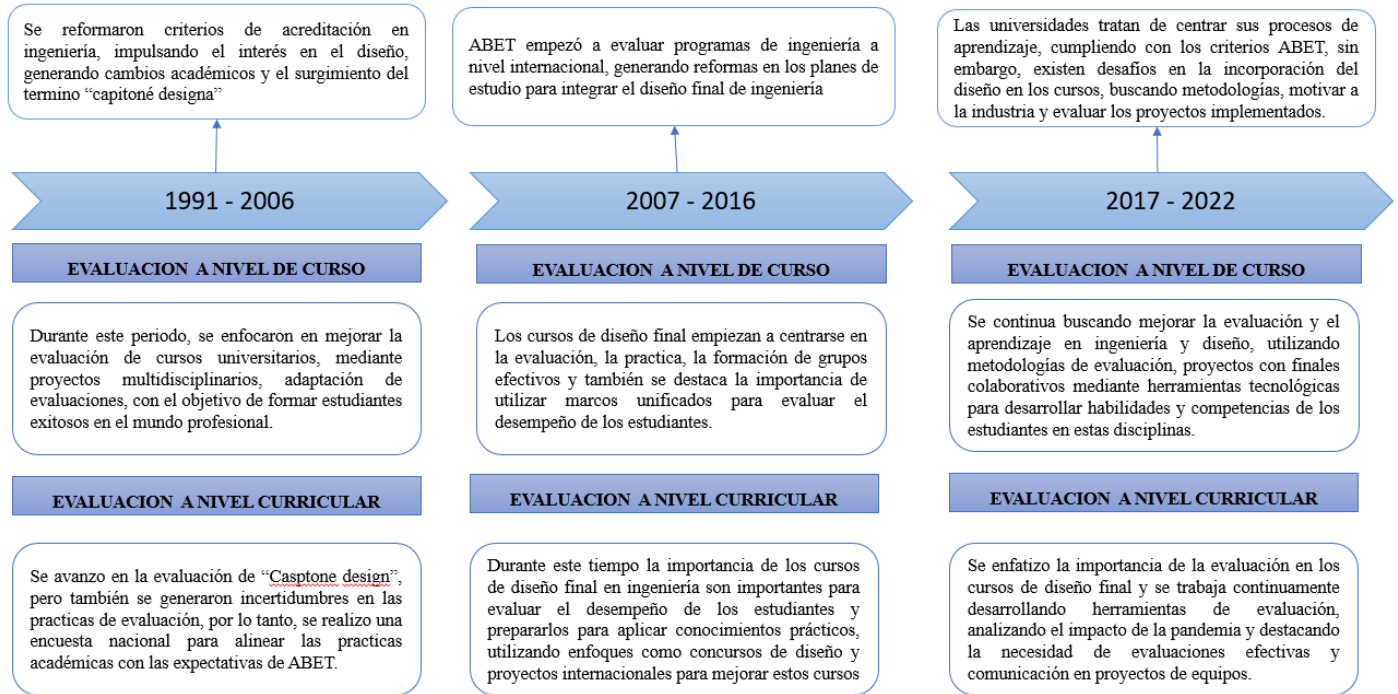 Se reformaron criterios de acreditación en
ingeniería, impulsando el interés en el diseño,
generando cambios académicos y el surgimiento del
termino “capitoné designa”
ABET empezó a evaluar programas de ingeniería a
nivel internacional, generando reformas en los planes de
estudio para integrar el diseño final de ingeniería
Las universidades tratan de centrar sus procesos de
aprendizaje, cumpliendo con los criterios ABET, sin
embargo, existen desafíos en la incorporación del
diseño en los cursos, buscando metodologías, motivar a
la industria y evaluar los proyectos implementados.
1991 - 2006
2007 - 2016
2017 - 2022
EVALUACION A NIVEL DE CURSO
EVALUACION A NIVEL DE CURSO
EVALUACION A NIVEL DE CURSO
Durante este periodo, se enfocaron en mejorar la
evaluación de cursos universitarios, mediante
proyectos multidisciplinarios, adaptación de
evaluaciones, con el objetivo de formar estudiantes
exitosos en el mundo profesional.
Los cursos de diseño final empiezan a centrarse en
la evaluación, la practica, la formación de grupos
efectivos y también se destaca la importancia de
utilizar marcos unificados para evaluar el
desempeño de los estudiantes.
Se continua buscando mejorar la evaluación y el
aprendizaje en ingeniería y diseño, utilizando
metodologías de evaluación, proyectos con finales
colaborativos mediante herramientas tecnológicas
para desarrollar habilidades y competencias de los
estudiantes en estas disciplinas.
EVALUACION A NIVEL CURRICULAR
EVALUACION A NIVEL CURRICULAR
EVALUACION A NIVEL CURRICULAR
Se avanzo en la evaluación de “Casptone design”,
pero también se generaron incertidumbres en las
practicas de evaluación, por lo tanto, se realizo una
encuesta nacional para alinear las practicas
académicas con las expectativas de ABET.
Durante este tiempo la importancia de los cursos
de diseño final en ingeniería son importantes para
evaluar el desempeño de los estudiantes y
prepararlos para aplicar conocimientos prácticos,
utilizando enfoques como concursos de diseño y
proyectos internacionales para mejorar estos cursos
Se enfatizo la importancia de la evaluación en los
cursos de diseño final y se trabaja continuamente
desarrollando herramientas de evaluación,
analizando el impacto de la pandemia y destacando
la necesidad de evaluaciones efectivas y
comunicación en proyectos de equipos.